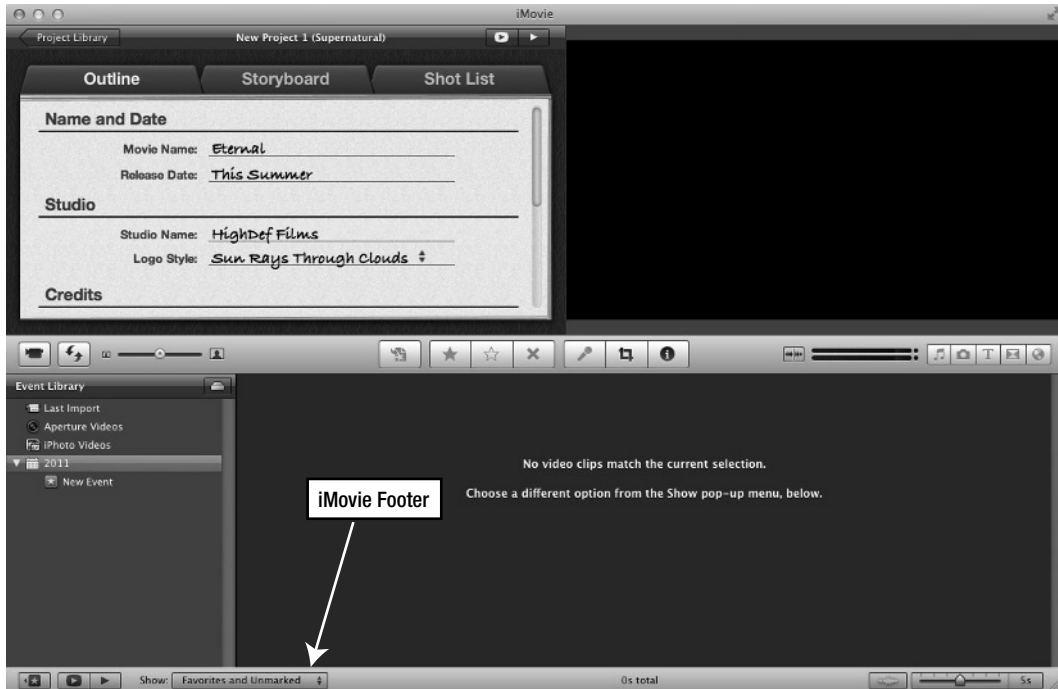 iMovie
Project Library
New Project 1 (Supernatural)
Outline
Storyboard
Shot List
Name and Date
Movie Name: Eternal
Release Date: This Summer
Studio
Studio Name: HighDef Films
Logo Style: Sun Rays Through Clouds
Credits
T
Event Library
Last Import
Aperture Videos
iPhoto Videos
2011
New Event
No video clips match the current selection.
Choose a different option from the Show pop-up menu, below.
iMovie Footer
Show: Favorites and Unmarked
0s total
5s